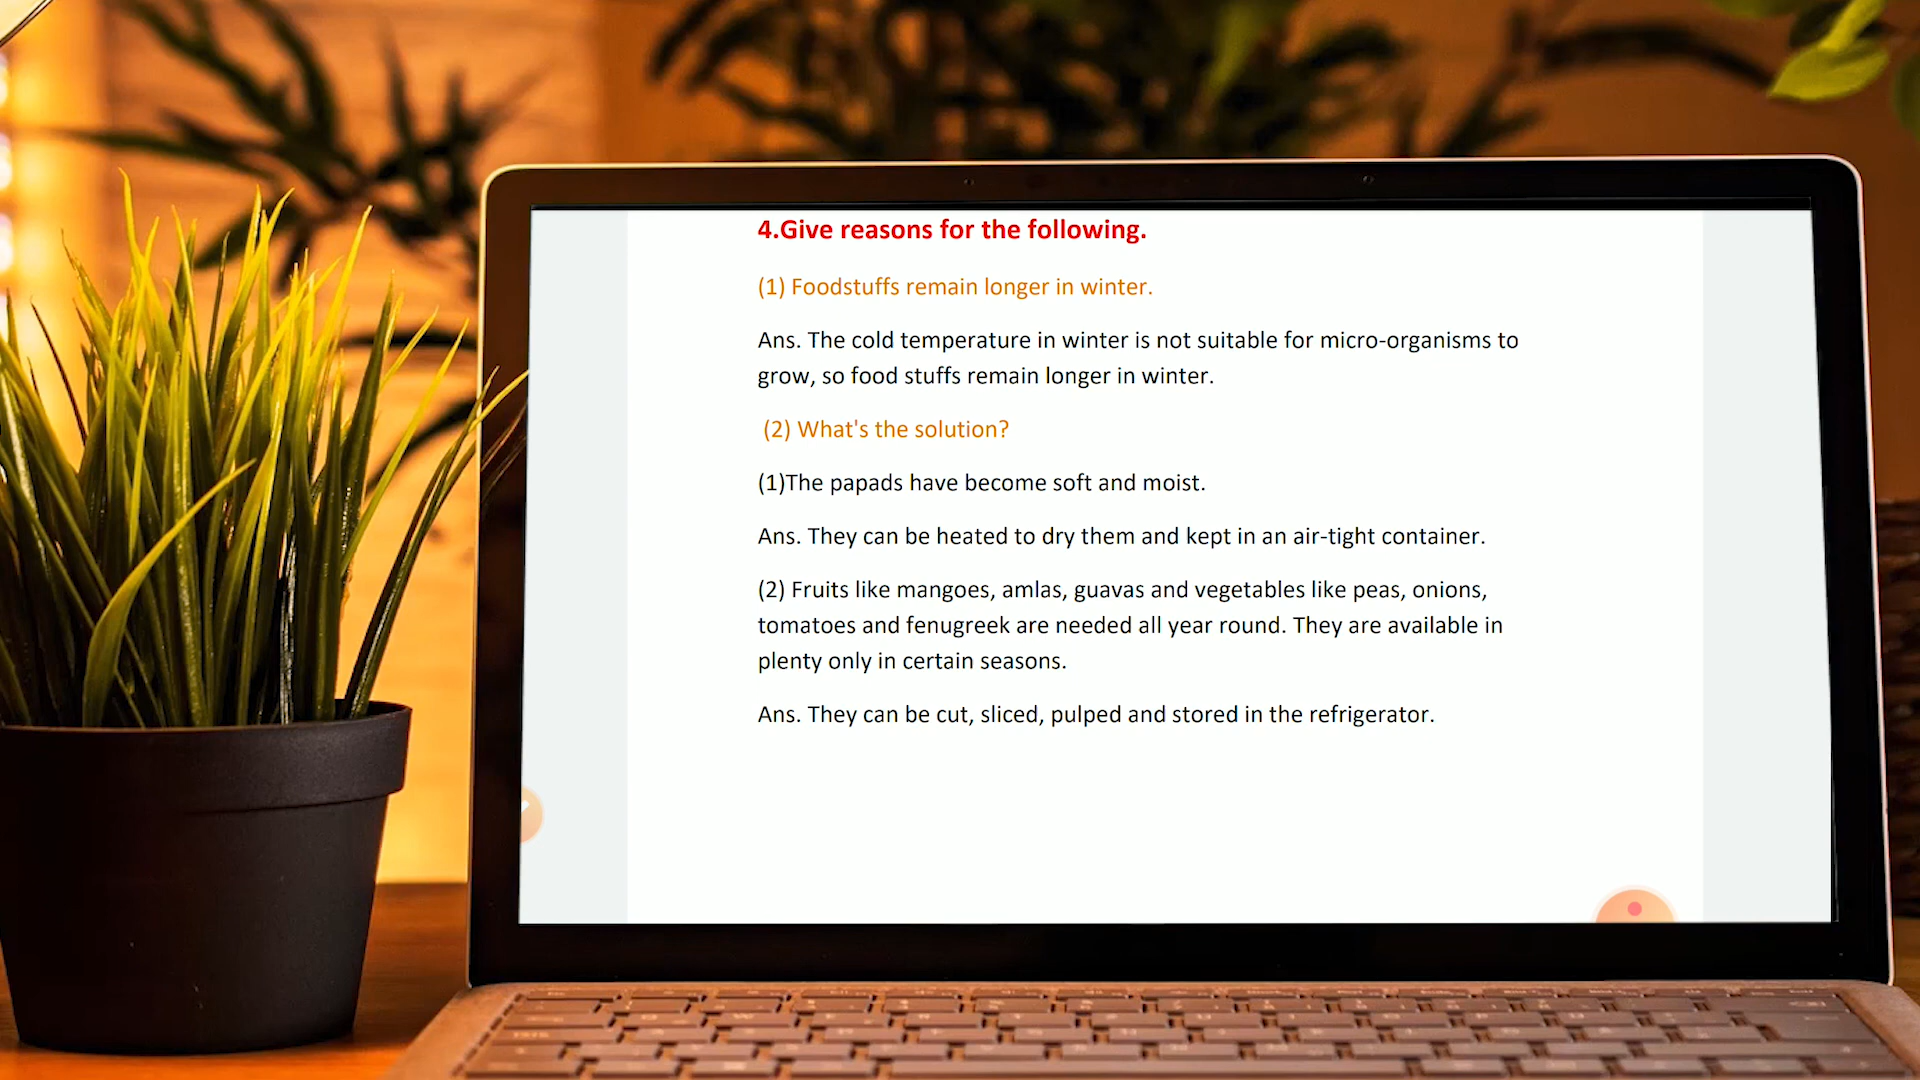 4.Give reasons for the following.
(1) Foodstuffs remain longer in winter.
Ans. The cold temperature in winter is not suitable for micro-organisms to
grow, so food stuffs remain longer in winter.
(2) What's the solution?
(1)The papads have become soft and moist.
Ans. They can be heated to dry them and kept in an air-tight container.
(2) Fruits like mangoes, amlas, guavas and vegetables like peas, onions,
tomatoes and fenugreek are needed all year round. They are available in
plenty only in certain seasons.
Ans. They can be cut, sliced, pulped and stored in the refrigerator.